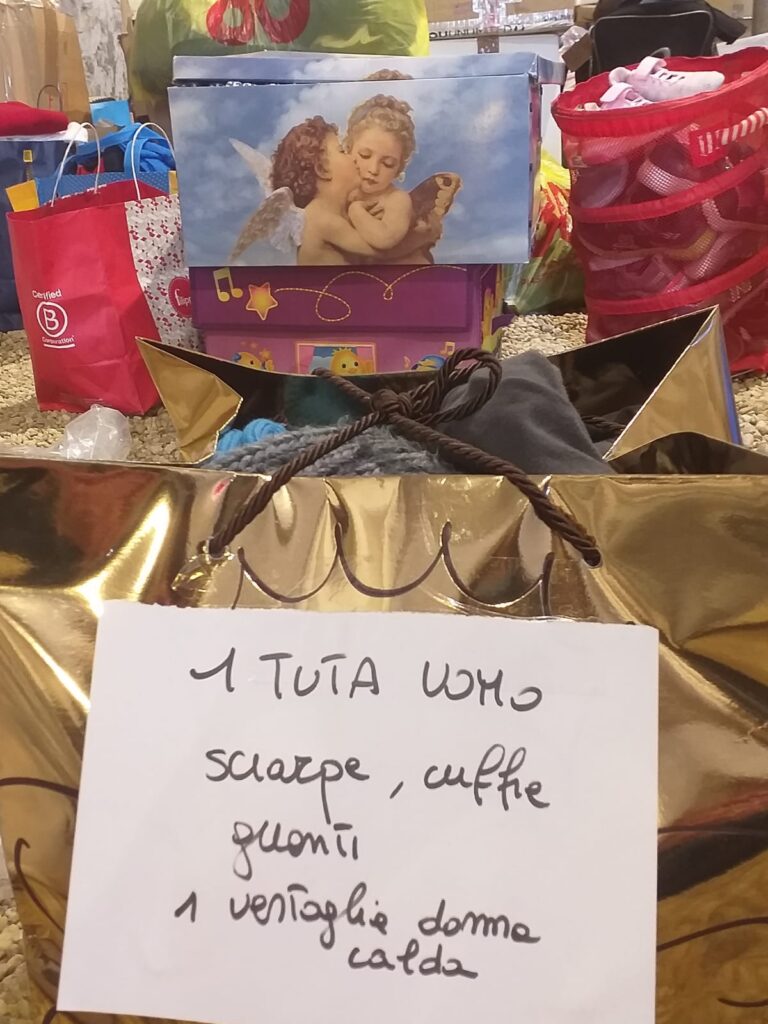 Certified
B
Corporation
1 TUTA UOMO
sciarpe, cuffie
guanti
1 vestaglia donna
calda